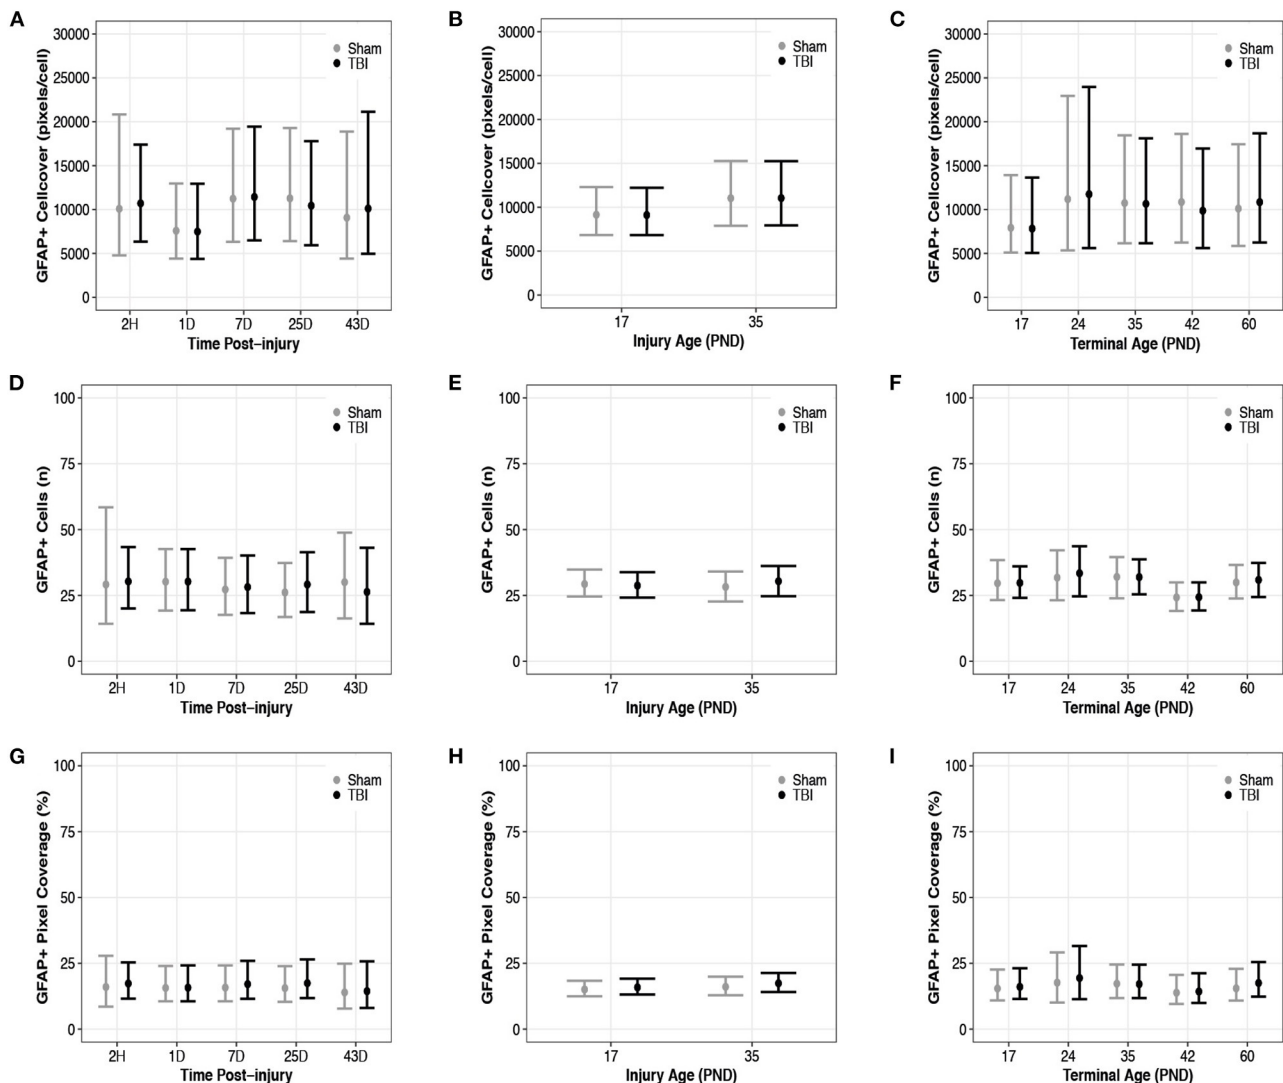 A
GFAP+ Cellcover (pixels/cell)
30000
25000
20000
15000
10000
5000
0
Sham
TBI
2H 1D 7D 25D 43D
Time Post–injury
B
GFAP+ Cellcover (pixels/cell)
30000
25000
20000
15000
10000
5000
0
Sham
TBI
17 35
Injury Age (PND)
C
GFAP+ Cellcover (pixels/cell)
30000
25000
20000
15000
10000
5000
0
Sham
TBI
17 24 35 42 60
Terminal Age (PND)
D
GFAP+ Cells (n)
100
75
50
25
0
Sham
TBI
2H 1D 7D 25D 43D
Time Post–injury
E
GFAP+ Cells (n)
100
75
50
25
0
Sham
TBI
17 35
Injury Age (PND)
F
GFAP+ Cells (n)
100
75
50
25
0
Sham
TBI
17 24 35 42 60
Terminal Age (PND)
G
GFAP+ Pixel Coverage (%)
100
75
50
25
0
Sham
TBI
2H 1D 7D 25D 43D
Time Post–injury
H
GFAP+ Pixel Coverage (%)
100
75
50
25
0
Sham
TBI
17 35
Injury Age (PND)
I
GFAP+ Pixel Coverage (%)
100
75
50
25
0
Sham
TBI
17 24 35 42 60
Terminal Age (PND)